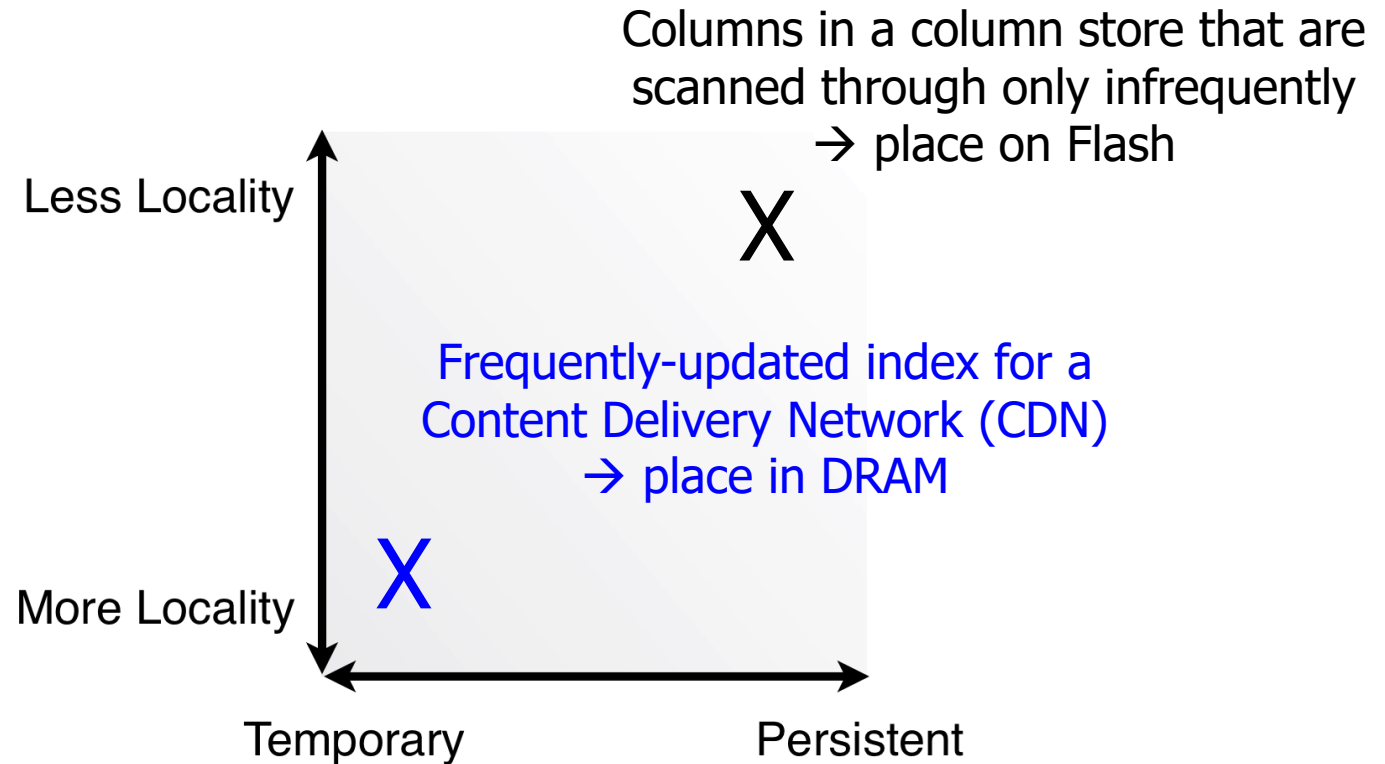 Columns in a column store that are
scanned through only infrequently
→ place on Flash
Less Locality
X
Frequently-updated index for a
Content Delivery Network (CDN)
→ place in DRAM
X
More Locality
Temporary
Persistent